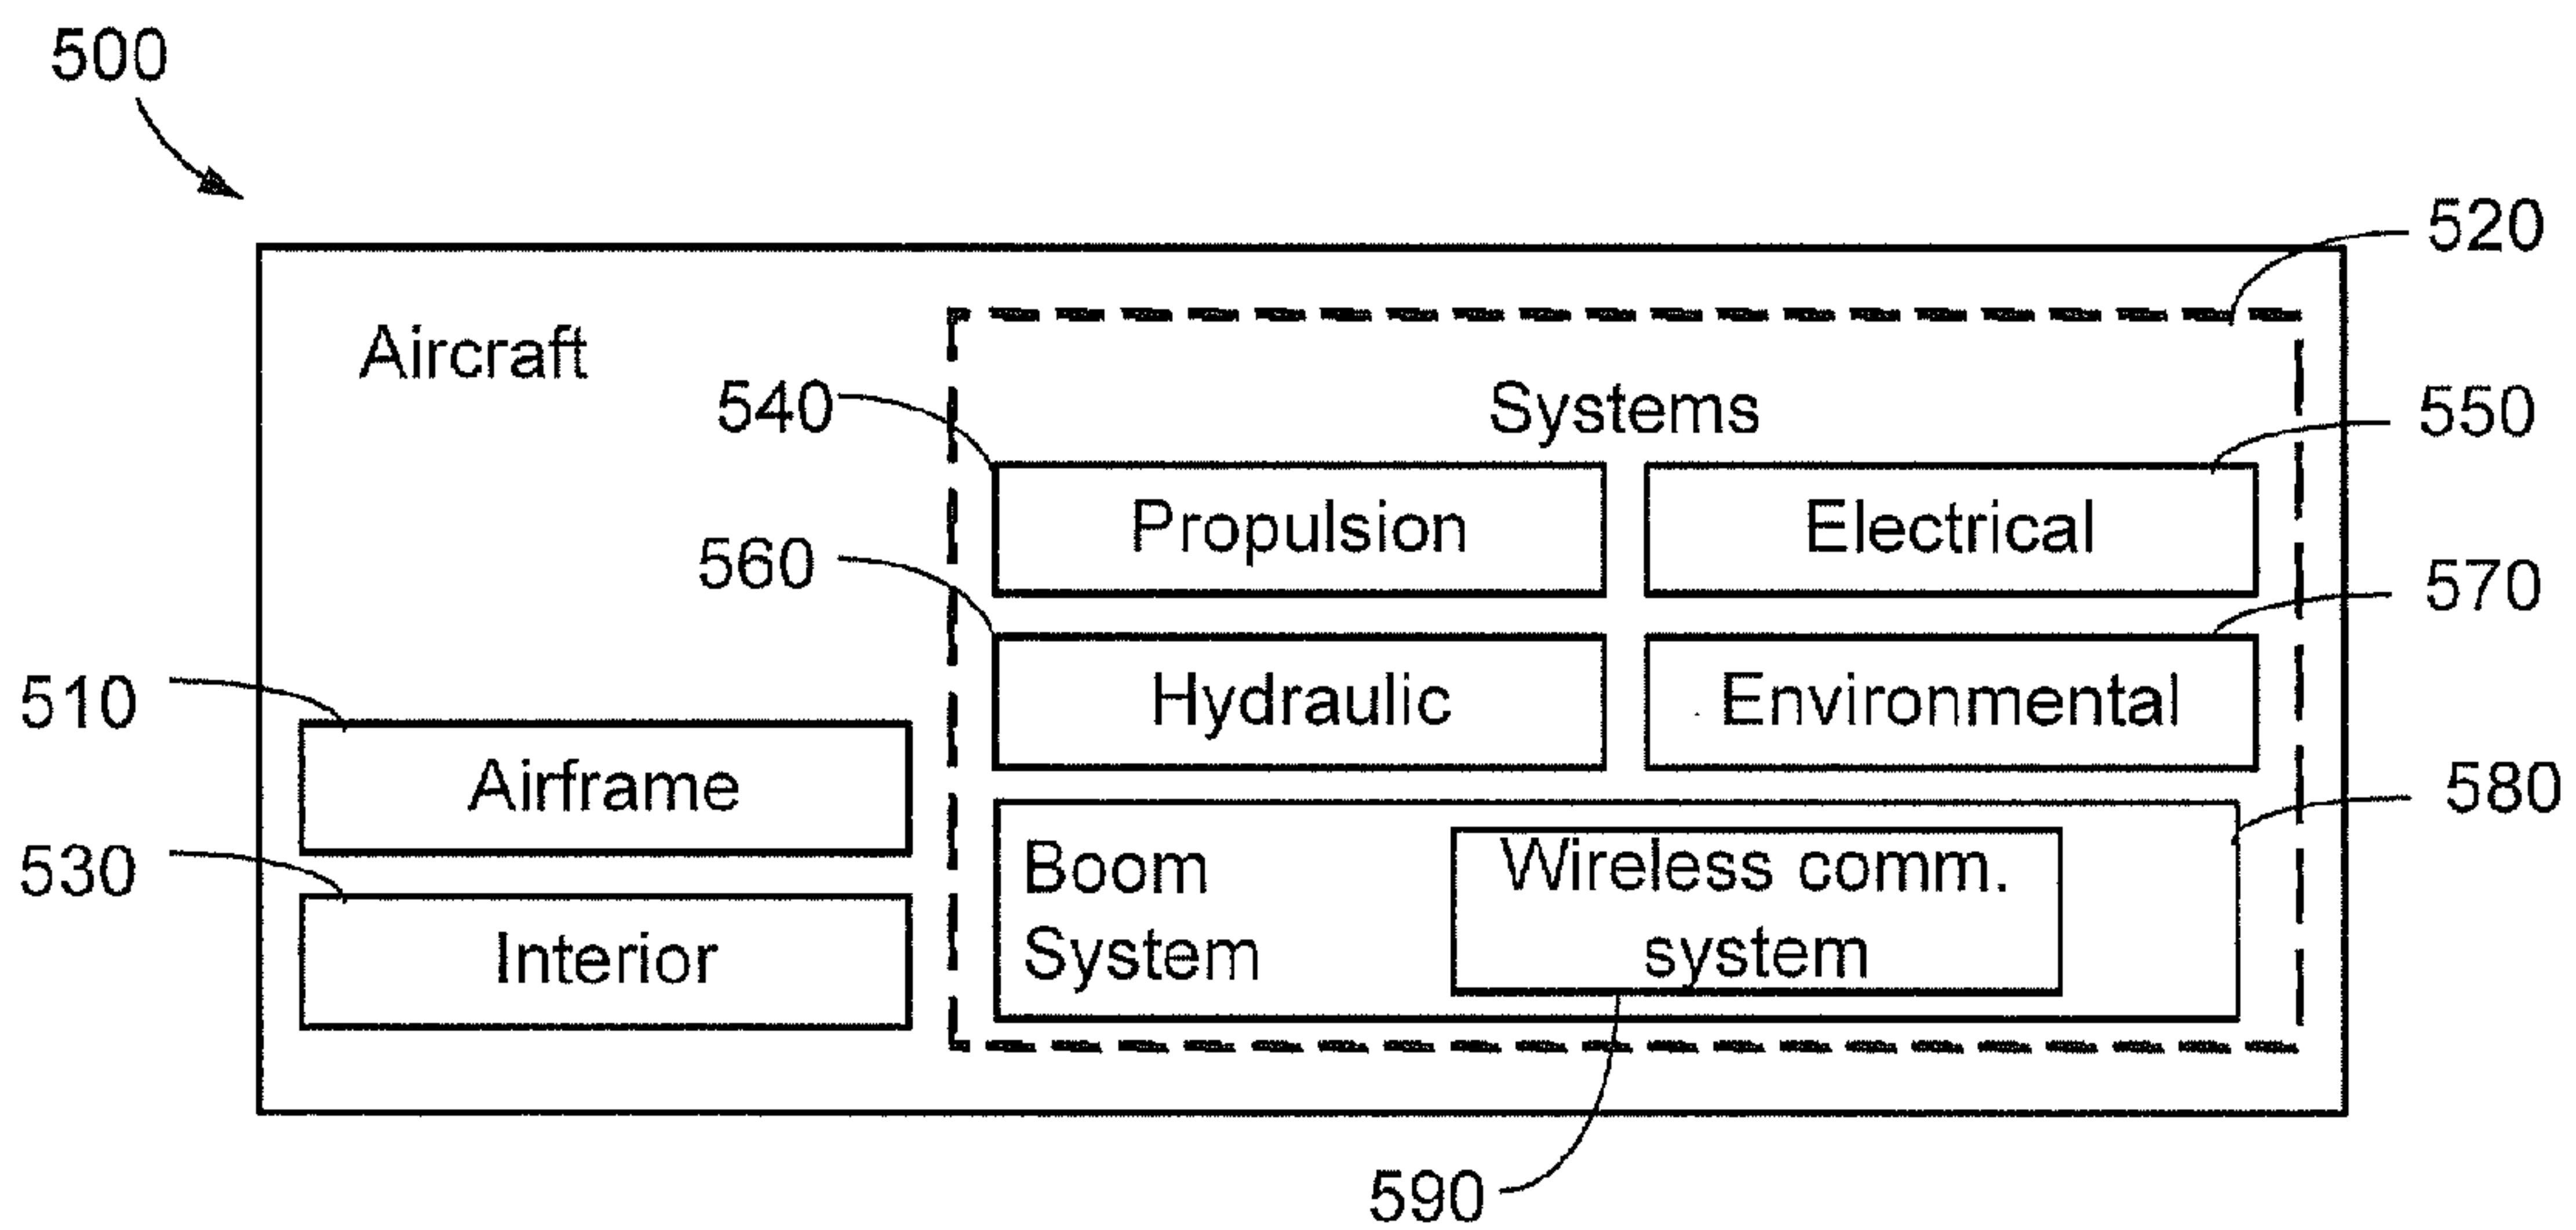 500
520
Aircraft
540
Systems
550
Propulsion
Electrical
560
570
Hydraulic
Environmental
510
Airframe
580
530
Boom
System
Wireless comm.
system
Interior
590